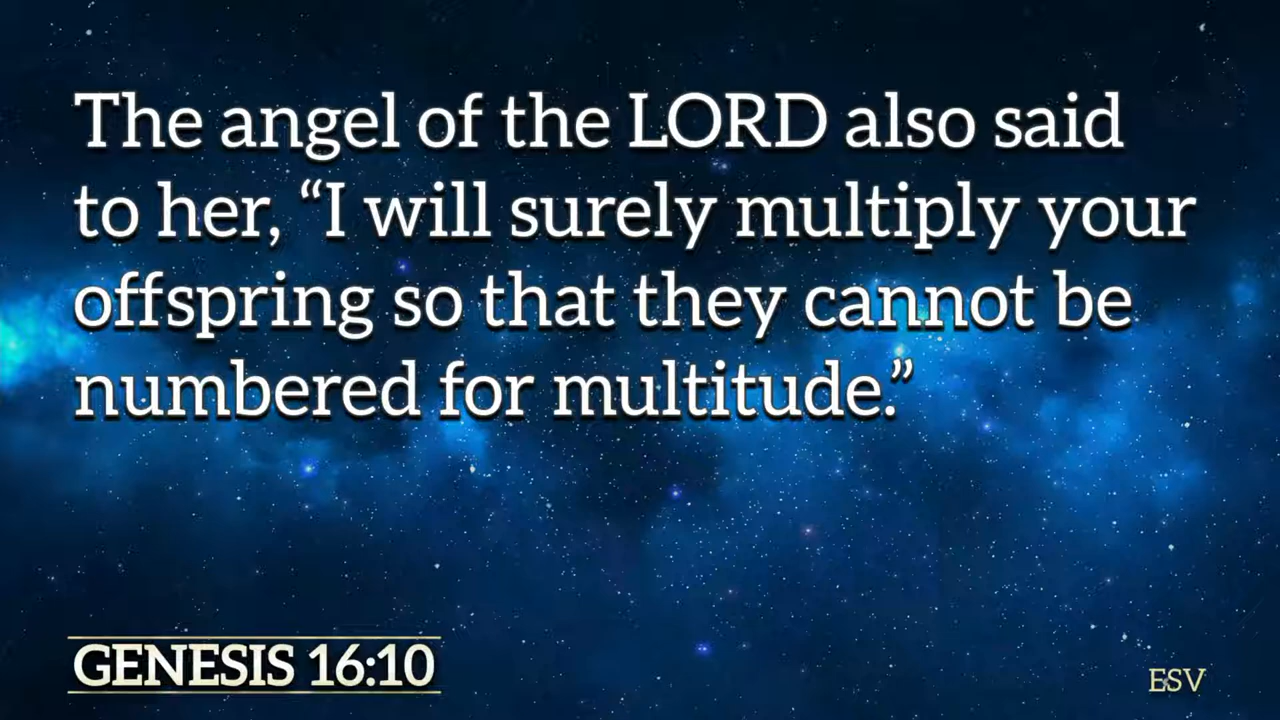 The angel of the LORD also said
to her, “I will surely multiply your
offspring so that they cannot be
numbered for multitude.”
GENESIS 16:10
ESV